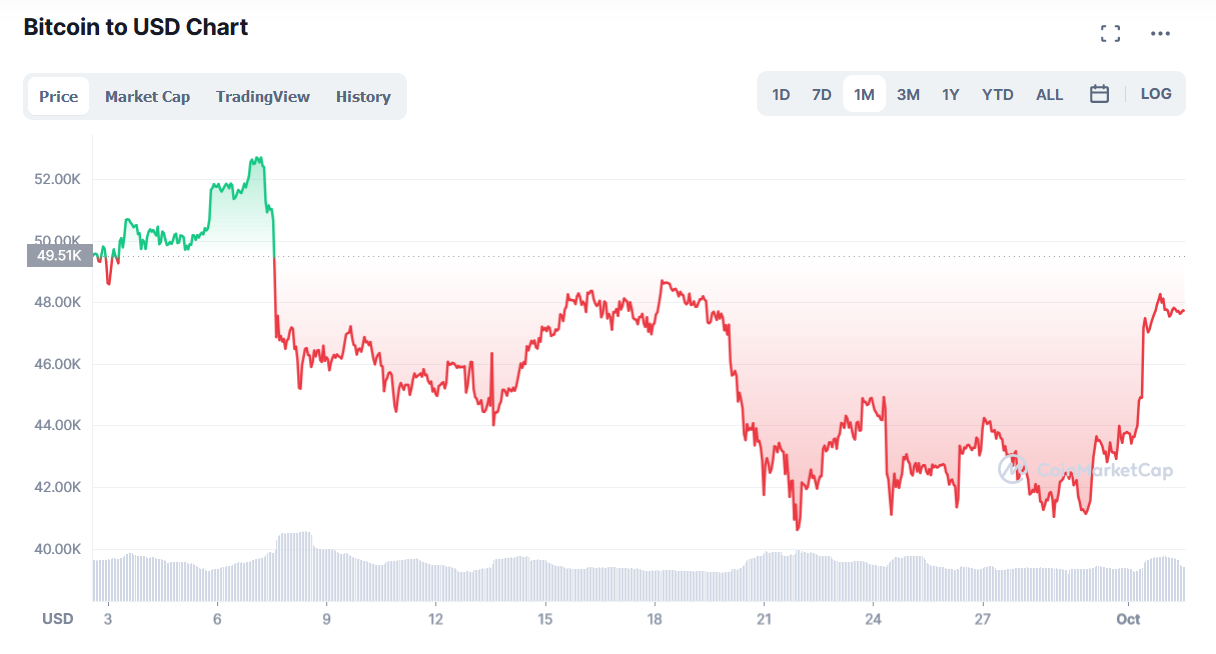 Bitcoin to USD Chart
Price Market Cap TradingView History
1D 7D 1M 3M 1Y YTD ALL LOG
52.00K
50.00K
49.51K
48.00K
46.00K
44.00K
CoinMarketCap
42.00K
40.00K
USD 3 6 9 12 15 18 21 24 27 Oct